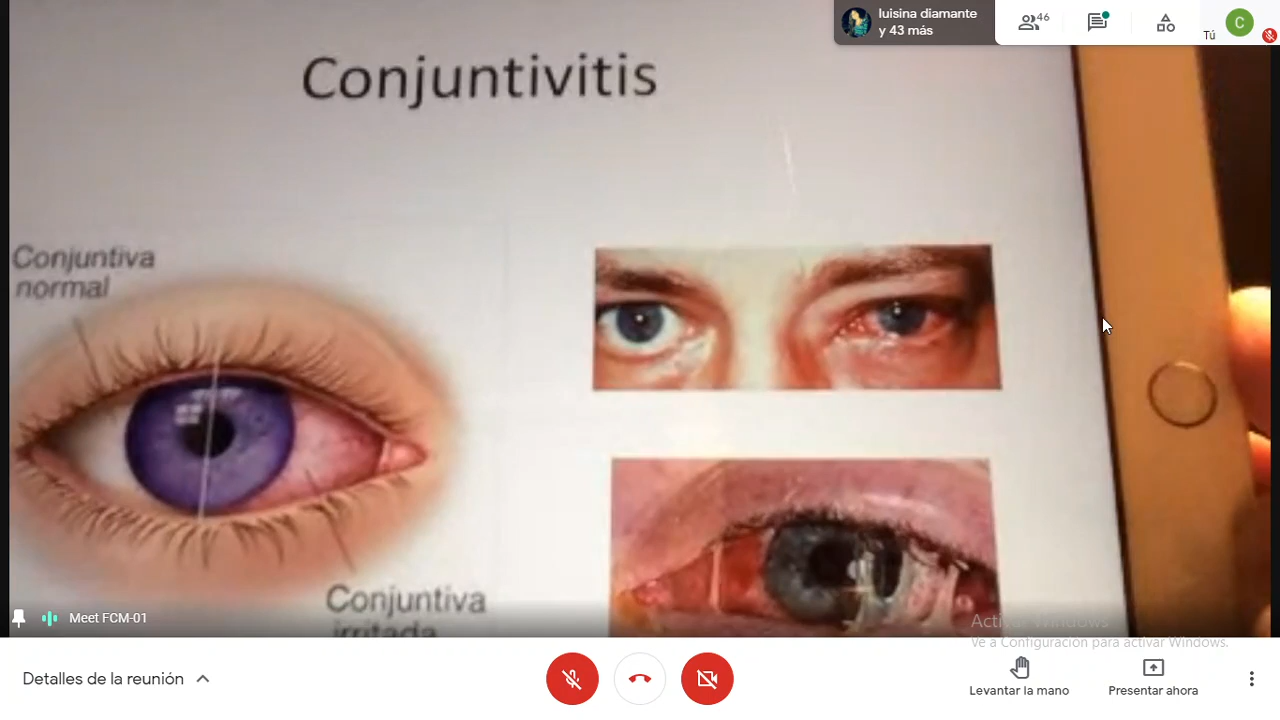 luisina diamante
y 43 más
46
Tú
C
Conjuntivitis
Conjuntiva
normal
Conjuntiva
irritada
Meet FCM-01
Activar Windows
Ve a Configuración para activar Windows.
Detalles de la reunión
Levantar la mano
Presentar ahora